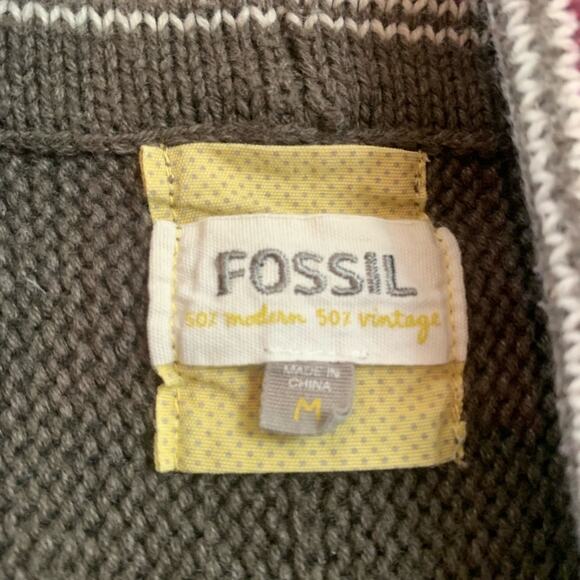 FOSSIL
50% modern 50% vintage
MADE IN
CHINA
M